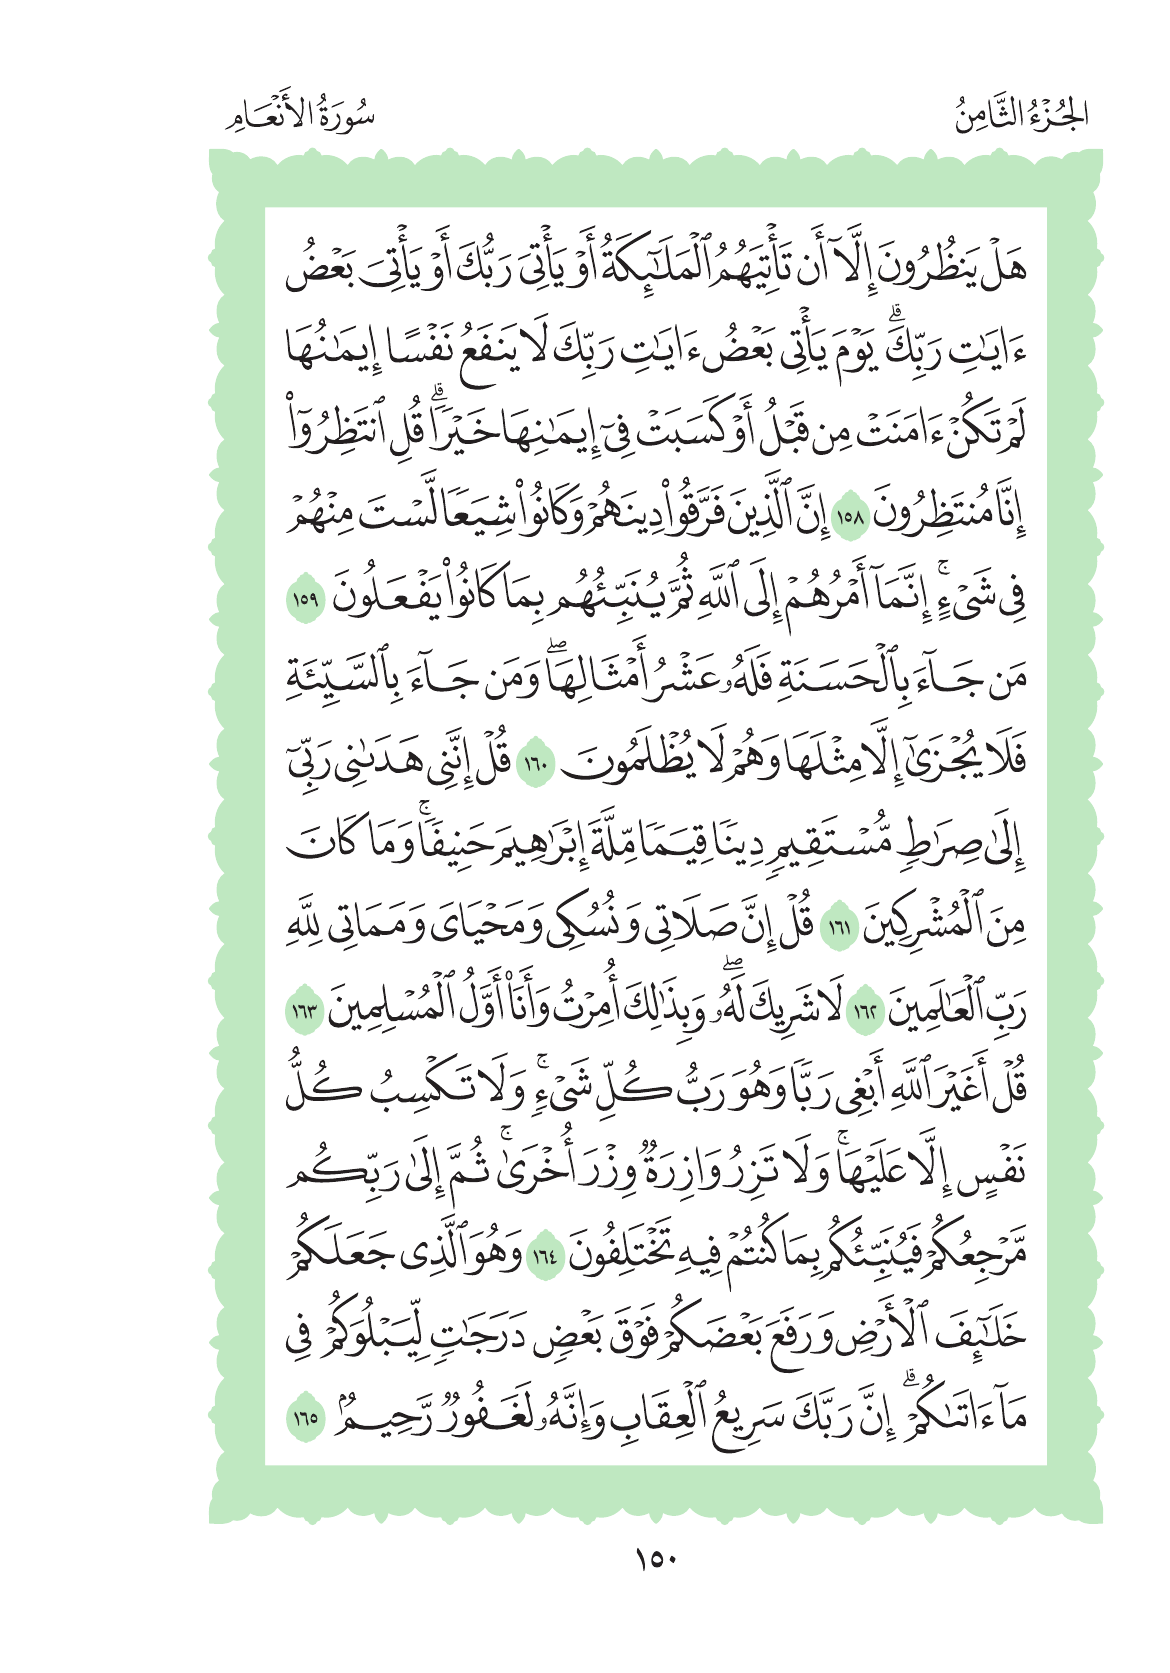 الجُزْءُ الثَّامِنُ
سُورَةُ الأَنْعَامِ
هَلۡ يَنظُرُونَ إِلَّآ أَن تَأۡتِيَهُمُ ٱلۡمَلَٰٓئِكَةُ أَوۡ يَأۡتِيَ رَبُّكَ أَوۡ يَأۡتِيَ بَعۡضُ
ءَايَٰتِ رَبِّكَۗ يَوۡمَ يَأۡتِي بَعۡضُ ءَايَٰتِ رَبِّكَ لَا يَنفَعُ نَفۡسًا إِيمَٰنُهَا
لَمۡ تَكُنۡ ءَامَنَتۡ مِن قَبۡلُ أَوۡ كَسَبَتۡ فِيٓ إِيمَٰنِهَا خَيۡرٗاۗ قُلِ ٱنتَظِرُوٓاْ
إِنَّا مُنتَظِرُونَ ١٥٨ إِنَّ ٱلَّذِينَ فَرَّقُواْ دِينَهُمۡ وَكَانُواْ شِيَعٗا لَّسۡتَ مِنۡهُمۡ
فِي شَيۡءٍۚ إِنَّمَآ أَمۡرُهُمۡ إِلَى ٱللَّهِ ثُمَّ يُنَبِّئُهُم بِمَا كَانُواْ يَفۡعَلُونَ ١٥٩
مَن جَآءَ بِٱلۡحَسَنَةِ فَلَهُۥ عَشۡرُ أَمۡثَالِهَاۖ وَمَن جَآءَ بِٱلسَّيِّئَةِ
فَلَا يُجۡزَىٰٓ إِلَّا مِثۡلَهَا وَهُمۡ لَا يُظۡلَمُونَ ١٦٠ قُلۡ إِنَّنِي هَدَىٰنِي رَبِّيٓ
إِلَىٰ صِرَٰطٖ مُّسۡتَقِيمٖ دِينٗا قِيَمٗا مِّلَّةَ إِبۡرَٰهِيمَ حَنِيفٗاۚ وَمَا كَانَ
مِنَ ٱلۡمُشۡرِكِينَ ١٦١ قُلۡ إِنَّ صَلَاتِي وَنُسُكِي وَمَحۡيَايَ وَمَمَاتِي لِلَّهِ
رَبِّ ٱلۡعَٰلَمِينَ ١٦٢ لَا شَرِيكَ لَهُۥۖ وَبِذَٰلِكَ أُمِرۡتُ وَأَنَا۠ أَوَّلُ ٱلۡمُسۡلِمِينَ ١٦٣
قُلۡ أَغَيۡرَ ٱللَّهِ أَبۡغِي رَبّٗا وَهُوَ رَبُّ كُلِّ شَيۡءٖۚ وَلَا تَكۡسِبُ كُلُّ
نَفۡسٍ إِلَّا عَلَيۡهَاۚ وَلَا تَزِرُ وَازِرَةٞ وِزۡرَ أُخۡرَىٰۚ ثُمَّ إِلَىٰ رَبِّكُم
مَّرۡجِعُكُمۡ فَيُنَبِّئُكُم بِمَا كُنتُمۡ فِيهِ تَخۡتَلِفُونَ ١٦٤ وَهُوَ ٱلَّذِي جَعَلَكُمۡ
خَلَٰٓئِفَ ٱلۡأَرۡضِ وَرَفَعَ بَعۡضَكُمۡ فَوۡقَ بَعۡضٖ دَرَجَٰتٖ لِّيَبۡلُوَكُمۡ فِي
مَآ ءَاتَىٰكُمۡۗ إِنَّ رَبَّكَ سَرِيعُ ٱلۡعِقَابِ وَإِنَّهُۥ لَغَفُورٞ رَّحِيمُۢ ١٦٥
١٥٠